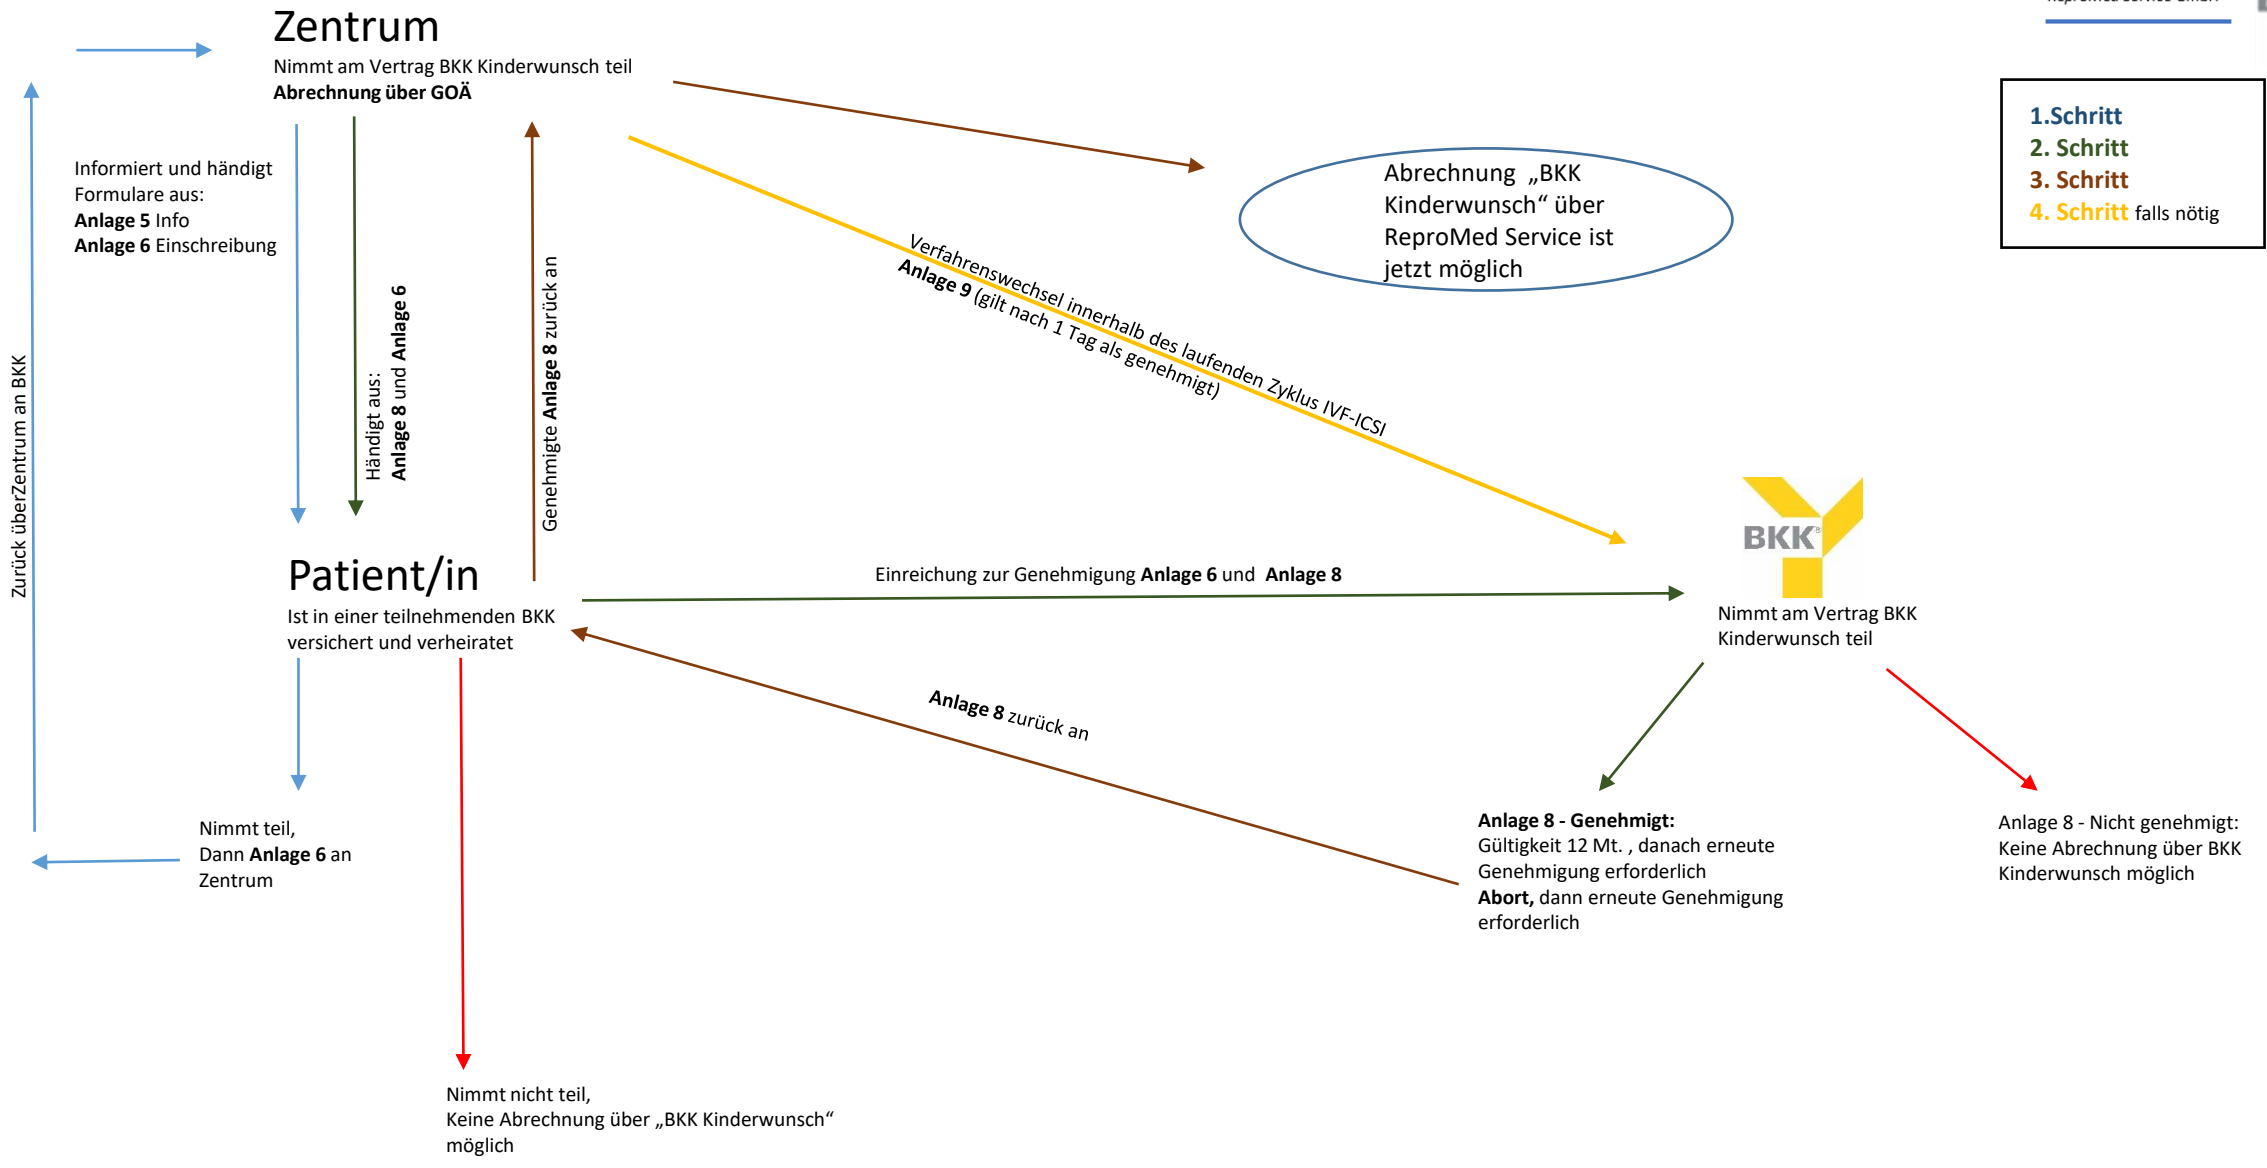 Zentrum
Nimmt am Vertrag BKK Kinderwunsch teil
Abrechnung über GOÄ
1.Schritt
2. Schritt
3. Schritt
4. Schritt falls nötig
Informiert und händigt
Formulare aus:
Anlage 5 Info
Anlage 6 Einschreibung
Abrechnung „BKK
Kinderwunsch“ über
ReproMed Service ist
jetzt möglich
Zurück überZentrum an BKK
Händigt aus:
Anlage 8 und Anlage 6
Genehmigte Anlage 8 zurück an
Verfahrenswechsel innerhalb des laufenden Zyklus IVF-ICSI
Anlage 9 (gilt nach 1 Tag als genehmigt)
Patient/in
Ist in einer teilnehmenden BKK
versichert und verheiratet
Einreichung zur Genehmigung Anlage 6 und Anlage 8
BKK®
Nimmt am Vertrag BKK
Kinderwunsch teil
Anlage 8 zurück an
Nimmt teil,
Dann Anlage 6 an
Zentrum
Anlage 8 - Genehmigt:
Gültigkeit 12 Mt. , danach erneute
Genehmigung erforderlich
Abort, dann erneute Genehmigung
erforderlich
Anlage 8 - Nicht genehmigt:
Keine Abrechnung über BKK
Kinderwunsch möglich
Nimmt nicht teil,
Keine Abrechnung über „BKK Kinderwunsch“
möglich